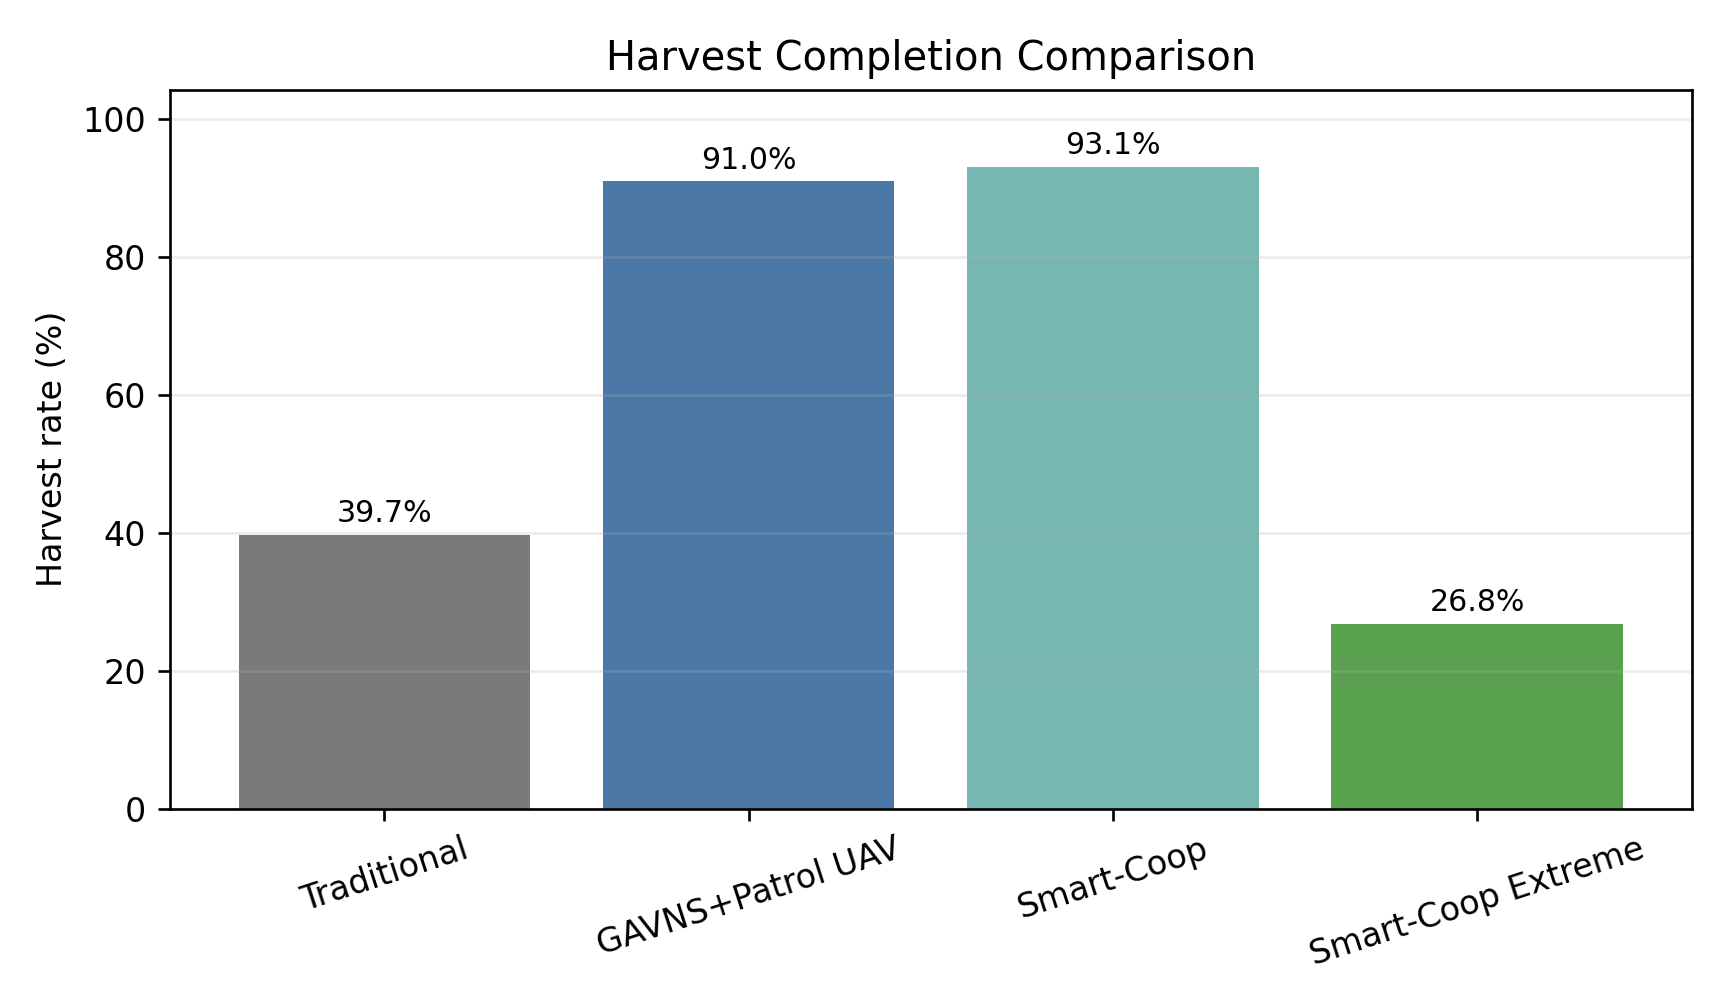 Harvest Completion Comparison
Harvest rate (%)
100
80
60
40
20
0
39.7%
91.0%
93.1%
26.8%
Traditional
GAVNS+Patrol UAV
Smart-Coop
Smart-Coop Extreme